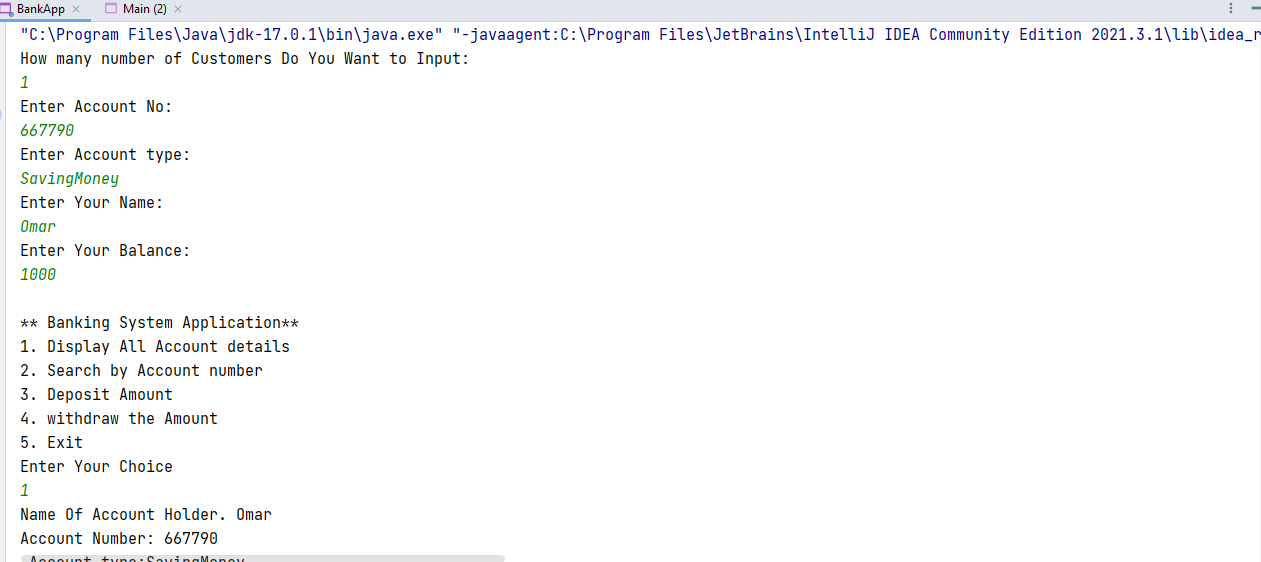 BankApp × Main (2) ×
"C:\Program Files\Java\jdk-17.0.1\bin\java.exe" "-javaagent:C:\Program Files\JetBrains\IntelliJ IDEA Community Edition 2021.3.1\lib\idea_r
How many number of Customers Do You Want to Input:
1
Enter Account No:
667790
Enter Account type:
SavingMoney
Enter Your Name:
Omar
Enter Your Balance:
1000
** Banking System Application**
1. Display All Account details
2. Search by Account number
3. Deposit Amount
4. withdraw the Amount
5. Exit
Enter Your Choice
1
Name Of Account Holder. Omar
Account Number: 667790
Account type:SavingMoney